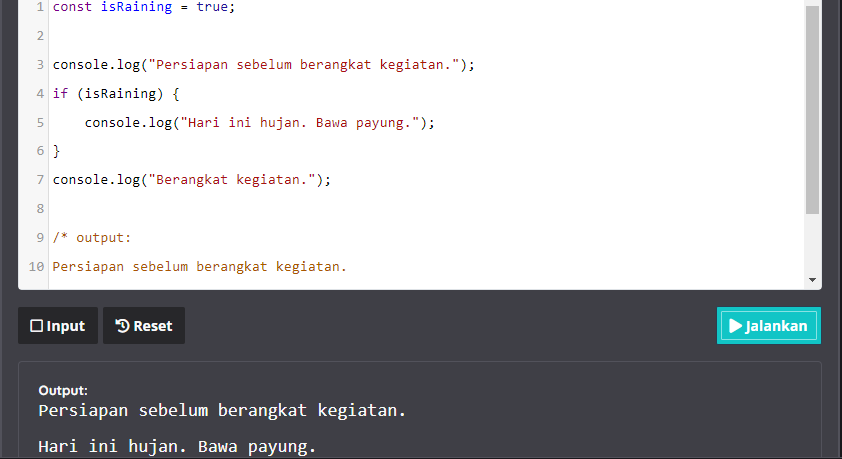 1 const isRaining = true;
2
3 console.log("Persiapan sebelum berangkat kegiatan.");
4 if (isRaining) {
5     console.log("Hari ini hujan. Bawa payung.");
6 }
7 console.log("Berangkat kegiatan.");
8
9 /* output:
10 Persiapan sebelum berangkat kegiatan.
Input Reset Jalankan
Output:
Persiapan sebelum berangkat kegiatan.
Hari ini hujan. Bawa payung.